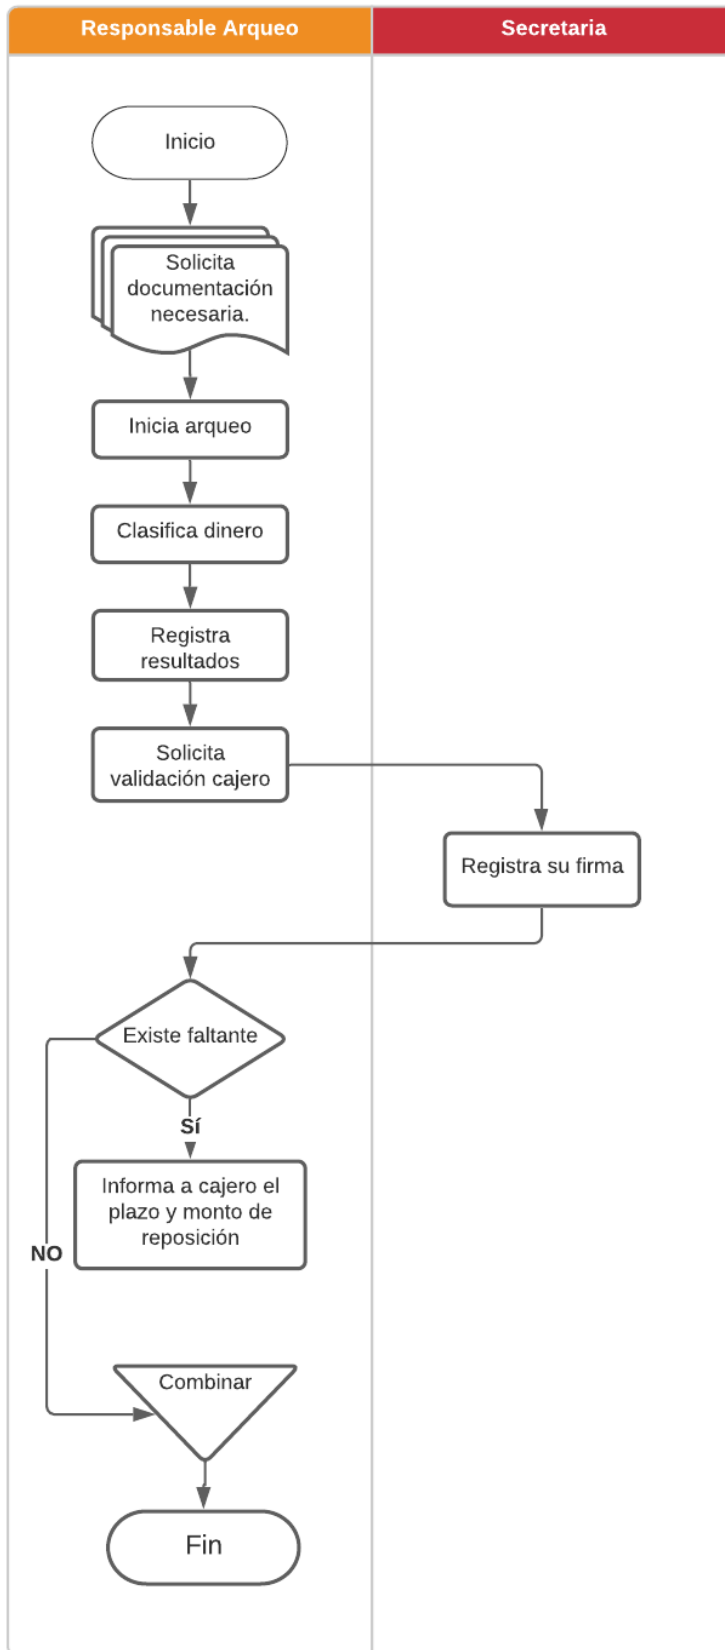 Responsable Arqueo
Secretaria
Inicio
Solicita
documentación
necesaria.
Inicia arqueo
Clasifica dinero
Registra
resultados
Solicita
validación cajero
Registra su firma
Existe faltante
Sí
Informa a cajero el
plazo y monto de
reposición
NO
Combinar
Fin